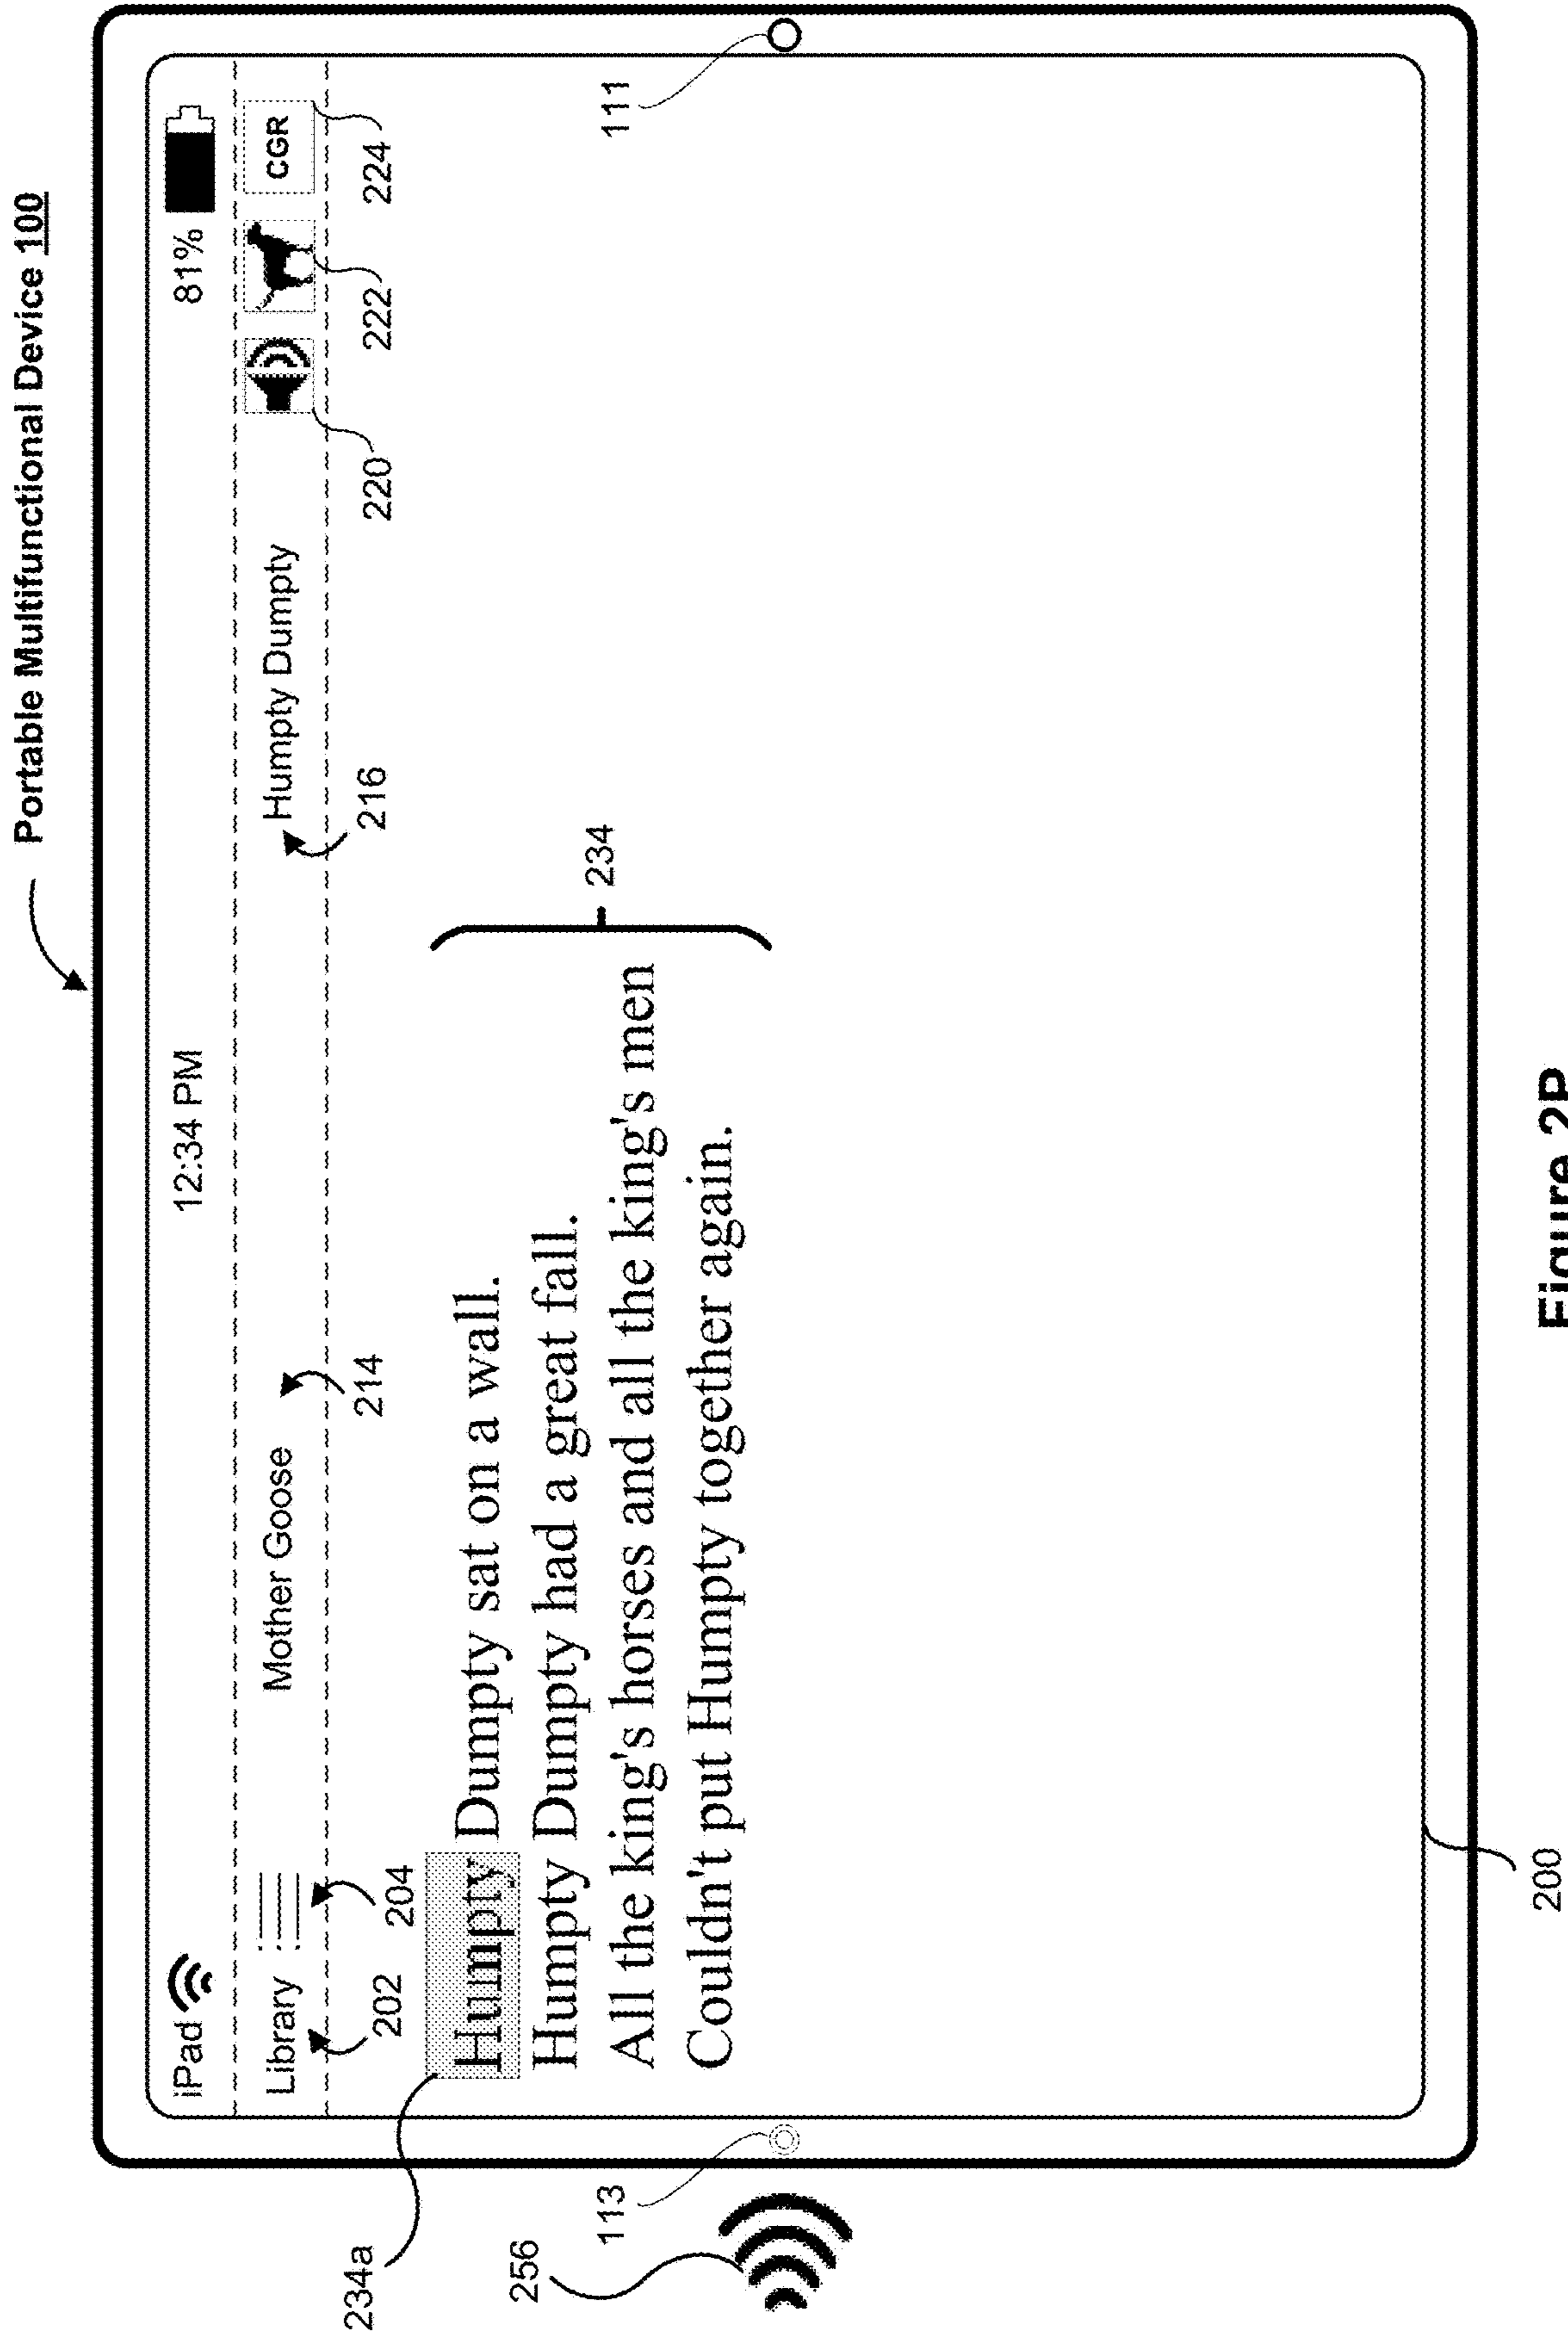 Portable Multifunctional Device 100
iPad 12:34 PM 81%
Library Mother Goose Humpty Dumpty CGR
202 204 214 216 220 222 224
234a
Humpty Dumpty sat on a wall.
Humpty Dumpty had a great fall.
All the king's horses and all the king's men
Couldn't put Humpty together again.
234
256
113
111
200
Figure 2P